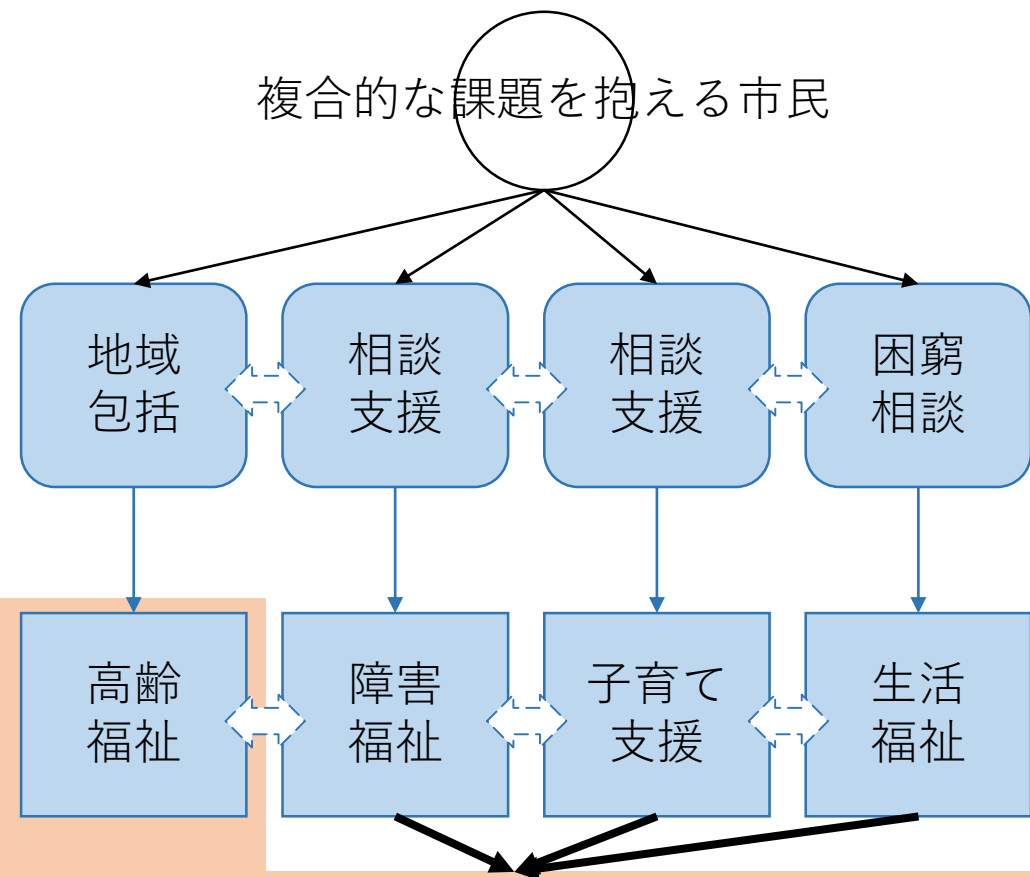 複合的な課題を抱える市民
地域
包括
相談
支援
相談
支援
困窮
相談
高齢
福祉
障害
福祉
子育て
支援
生活
福祉